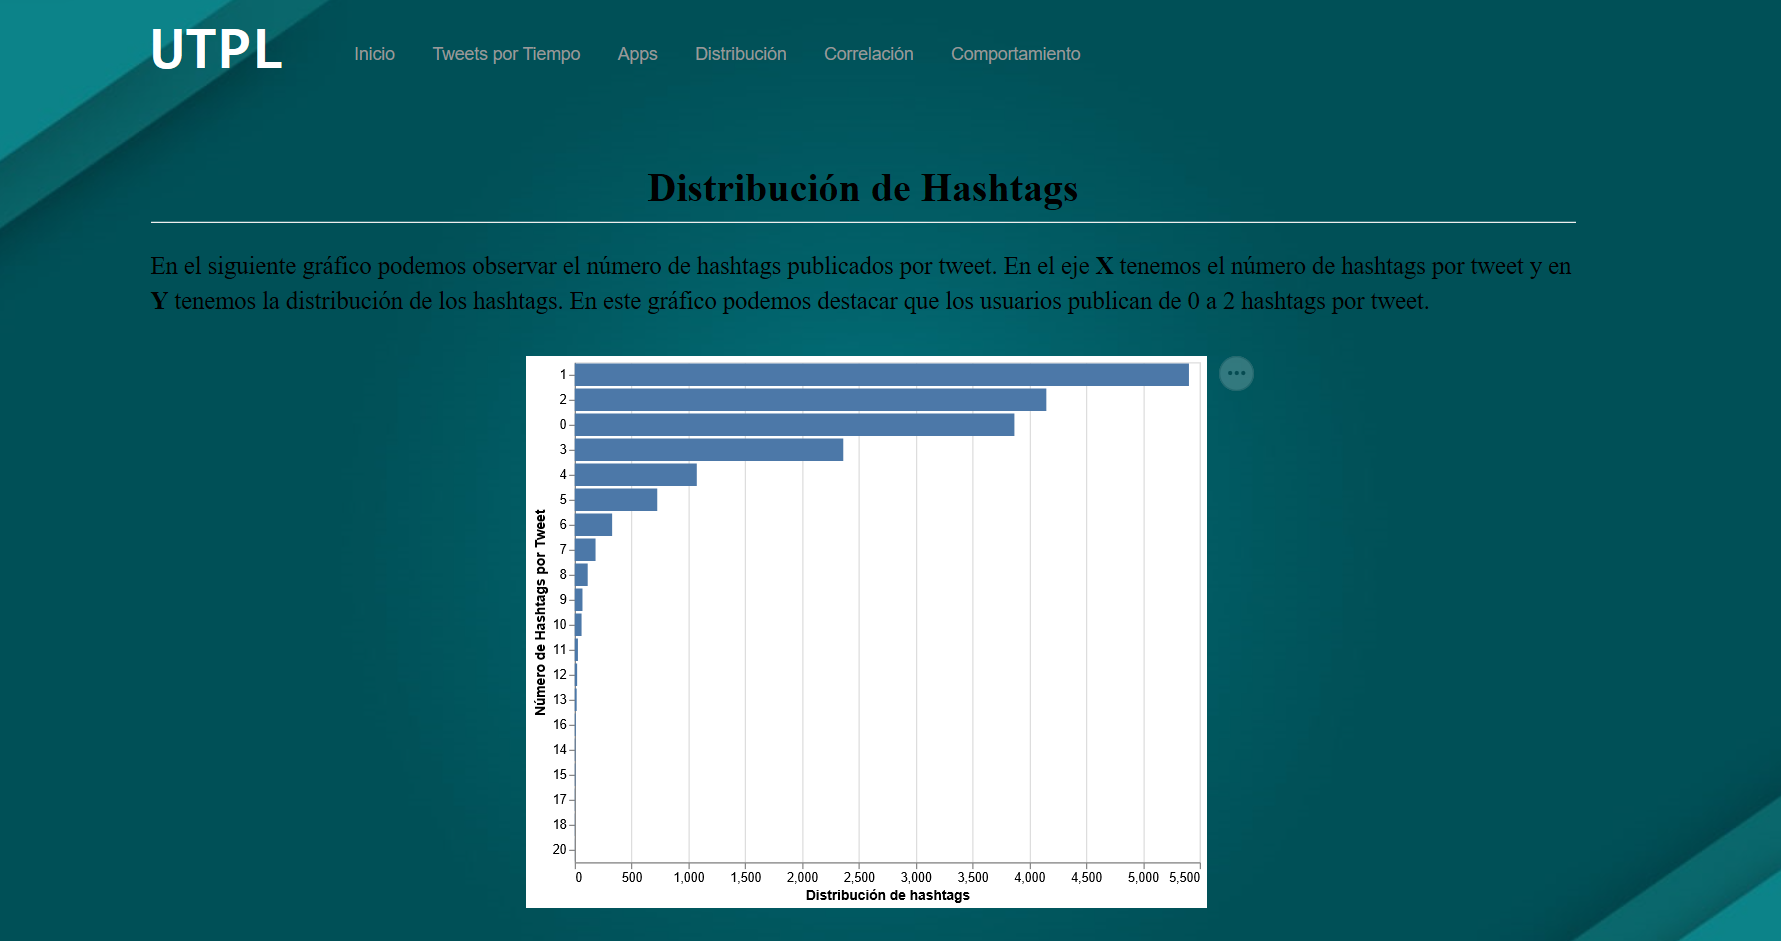 UTPL
Inicio Tweets por Tiempo Apps Distribución Correlación Comportamiento
Distribución de Hashtags
En el siguiente gráfico podemos observar el número de hashtags publicados por tweet. En el eje X tenemos el número de hashtags por tweet y en
Y tenemos la distribución de los hashtags. En este gráfico podemos destacar que los usuarios publican de 0 a 2 hashtags por tweet.
Número de Hashtags por Tweet
1
2
0
3
4
5
6
7
8
9
10
11
12
13
16
14
15
17
18
20
0 500 1,000 1,500 2,000 2,500 3,000 3,500 4,000 4,500 5,000 5,500
Distribución de hashtags